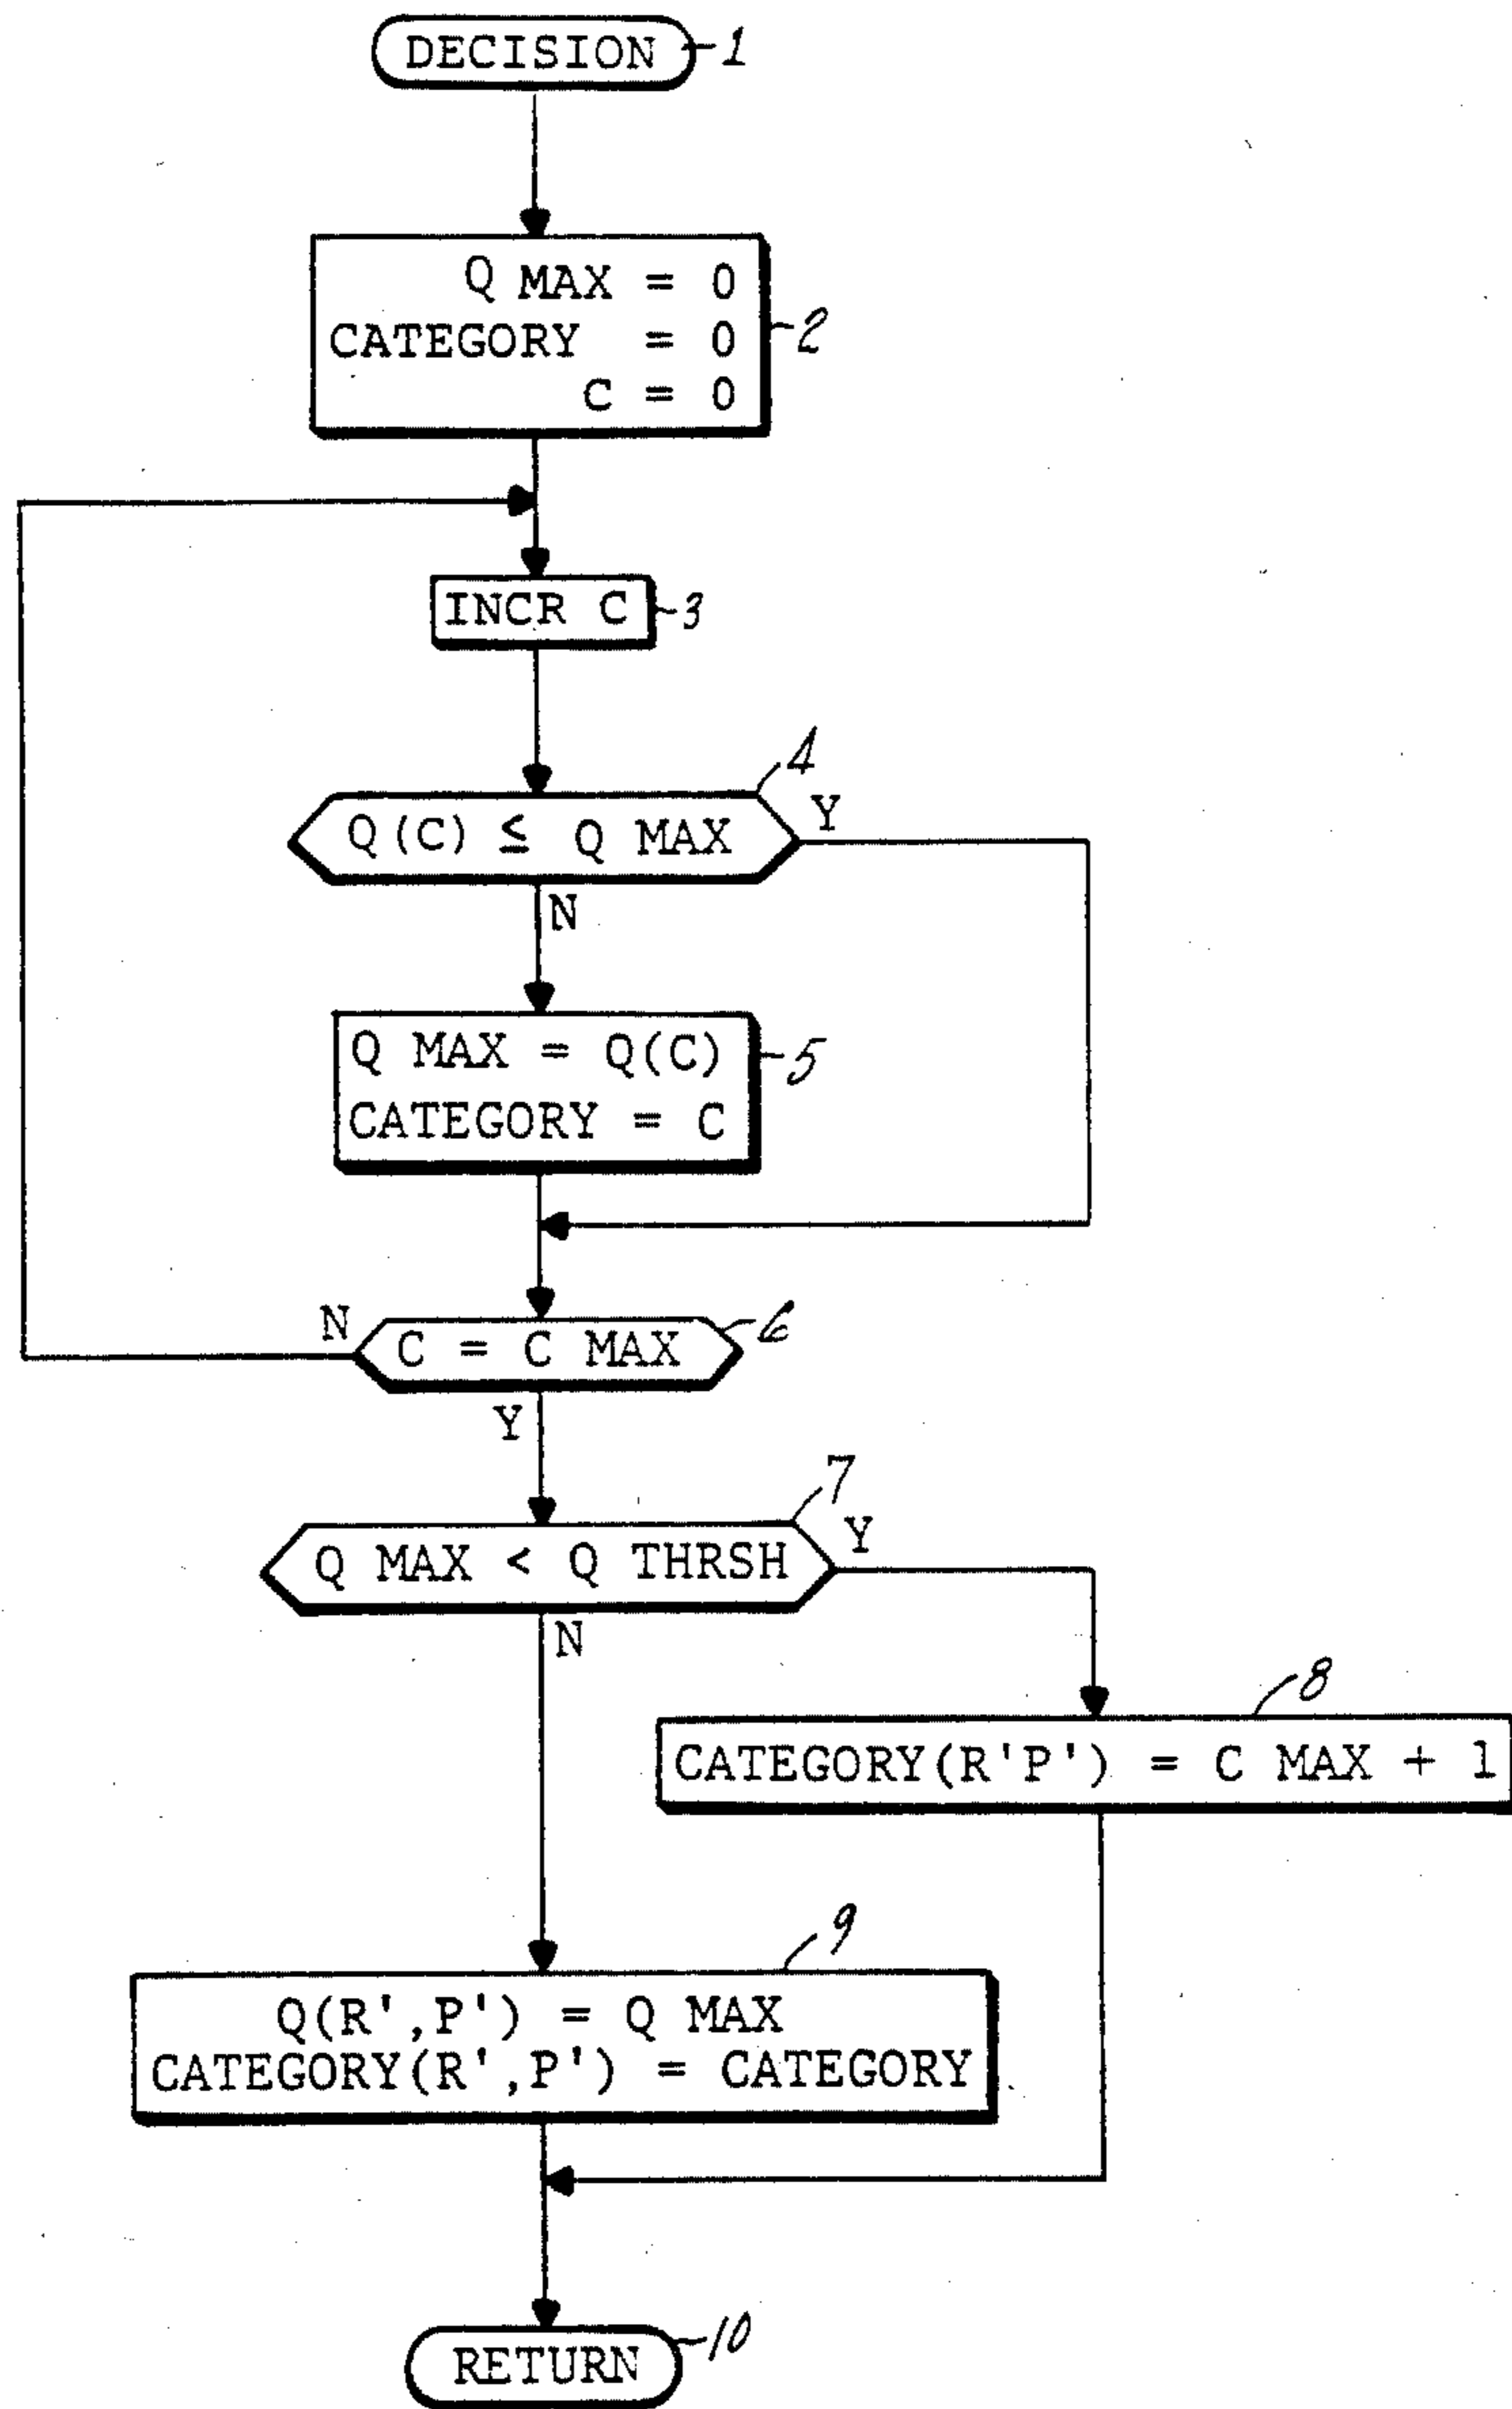 DECISION 1
Q MAX = 0
CATEGORY = 0
C = 0
2
INCR C 3
4
Q(C) ≤ Q MAX Y
N
Q MAX = Q(C)
CATEGORY = C
5
N C = C MAX 6
Y
7
Q MAX < Q THRSH Y
N
8
CATEGORY(R'P') = C MAX + 1
9
Q(R',P') = Q MAX
CATEGORY(R',P') = CATEGORY
RETURN 10